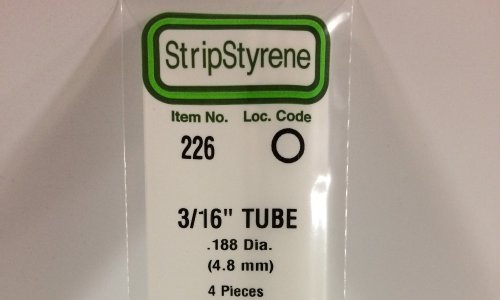 StripStyrene
Item No. Loc. Code
226 O
3/16" TUBE
.188 Dia.
(4.8 mm)
4 Pieces